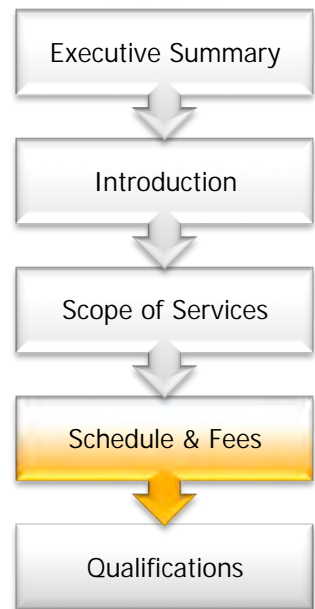 Executive Summary
Introduction
Scope of Services
Schedule & Fees
Qualifications